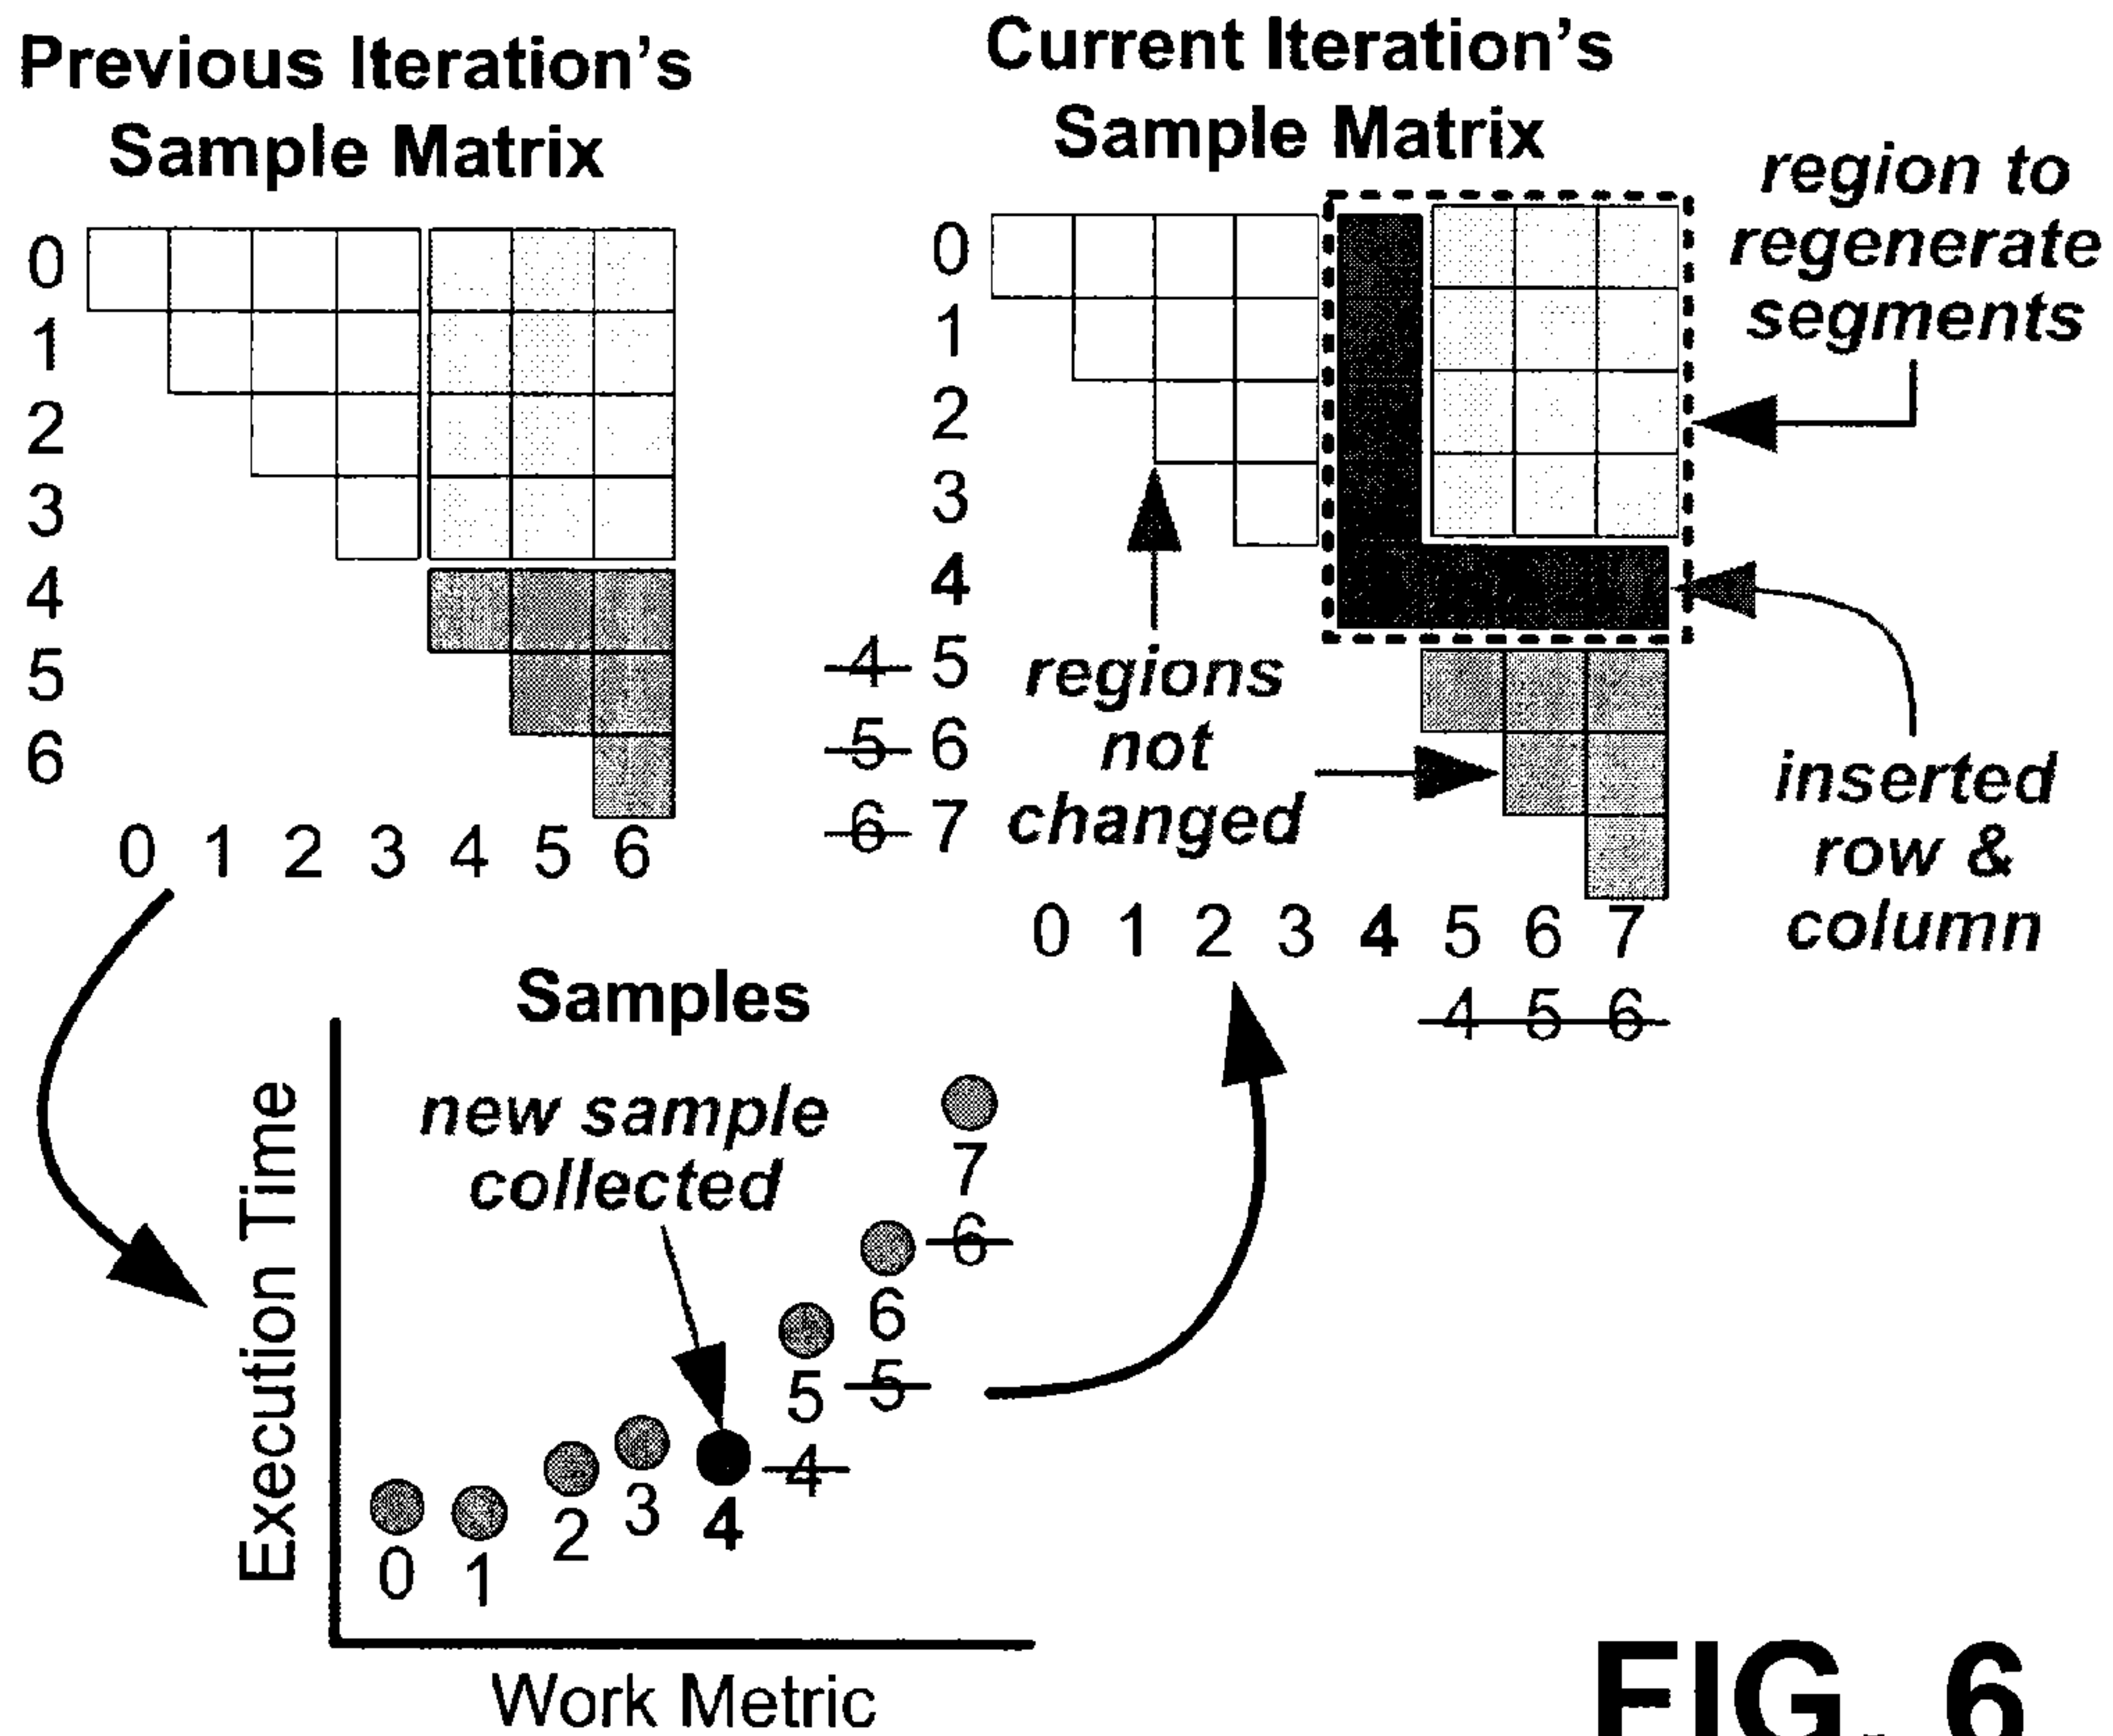 Previous Iteration's
Sample Matrix
0
1
2
3
4
5
6
0 1 2 3 4 5 6
Current Iteration's
Sample Matrix
0
1
2
3
4
4 5
5 6
6 7
0 1 2 3 4 5 6 7
4 5 6
region to
regenerate
segments
regions
not
changed
inserted
row &
column
Samples
new sample
collected
Execution Time
7
6
6
5
5
4
4
3
2
1
0
Work Metric
FIG. 6